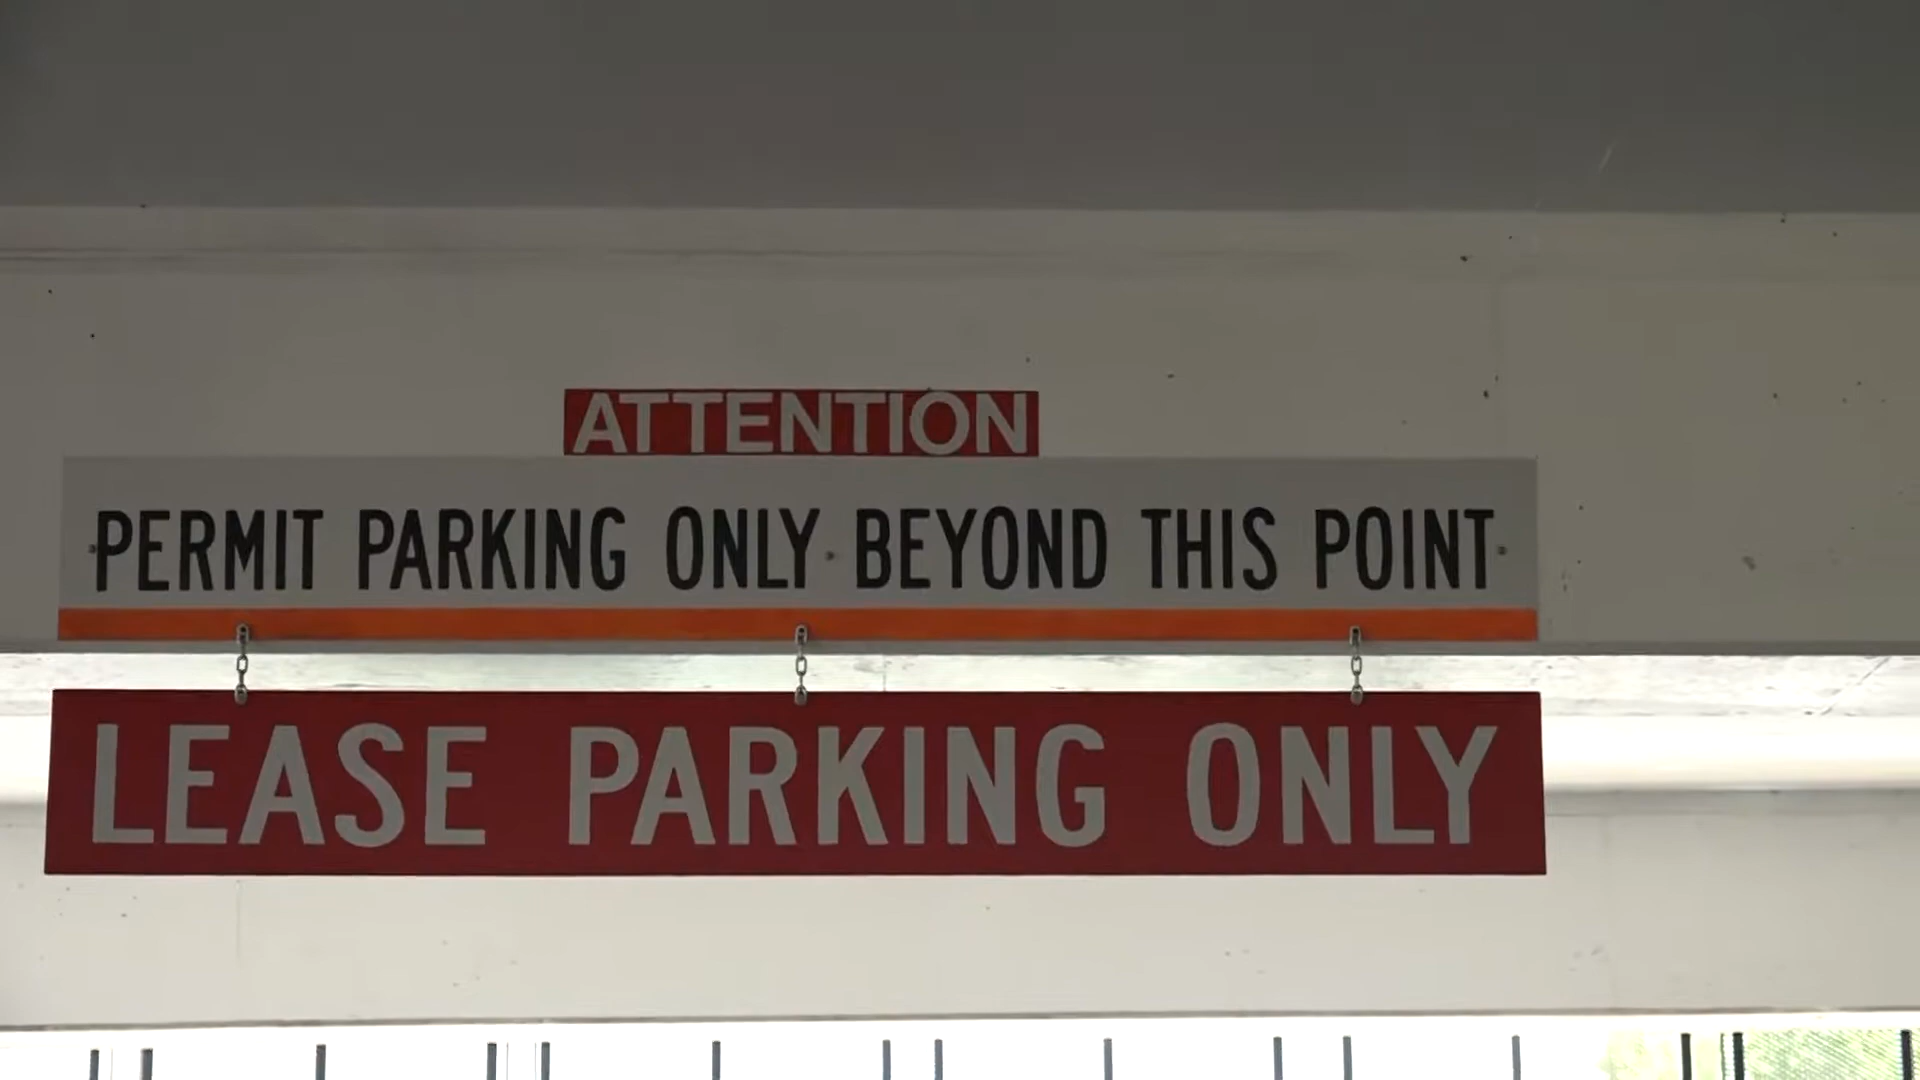 ATTENTION
PERMIT PARKING ONLY BEYOND THIS POINT
LEASE PARKING ONLY